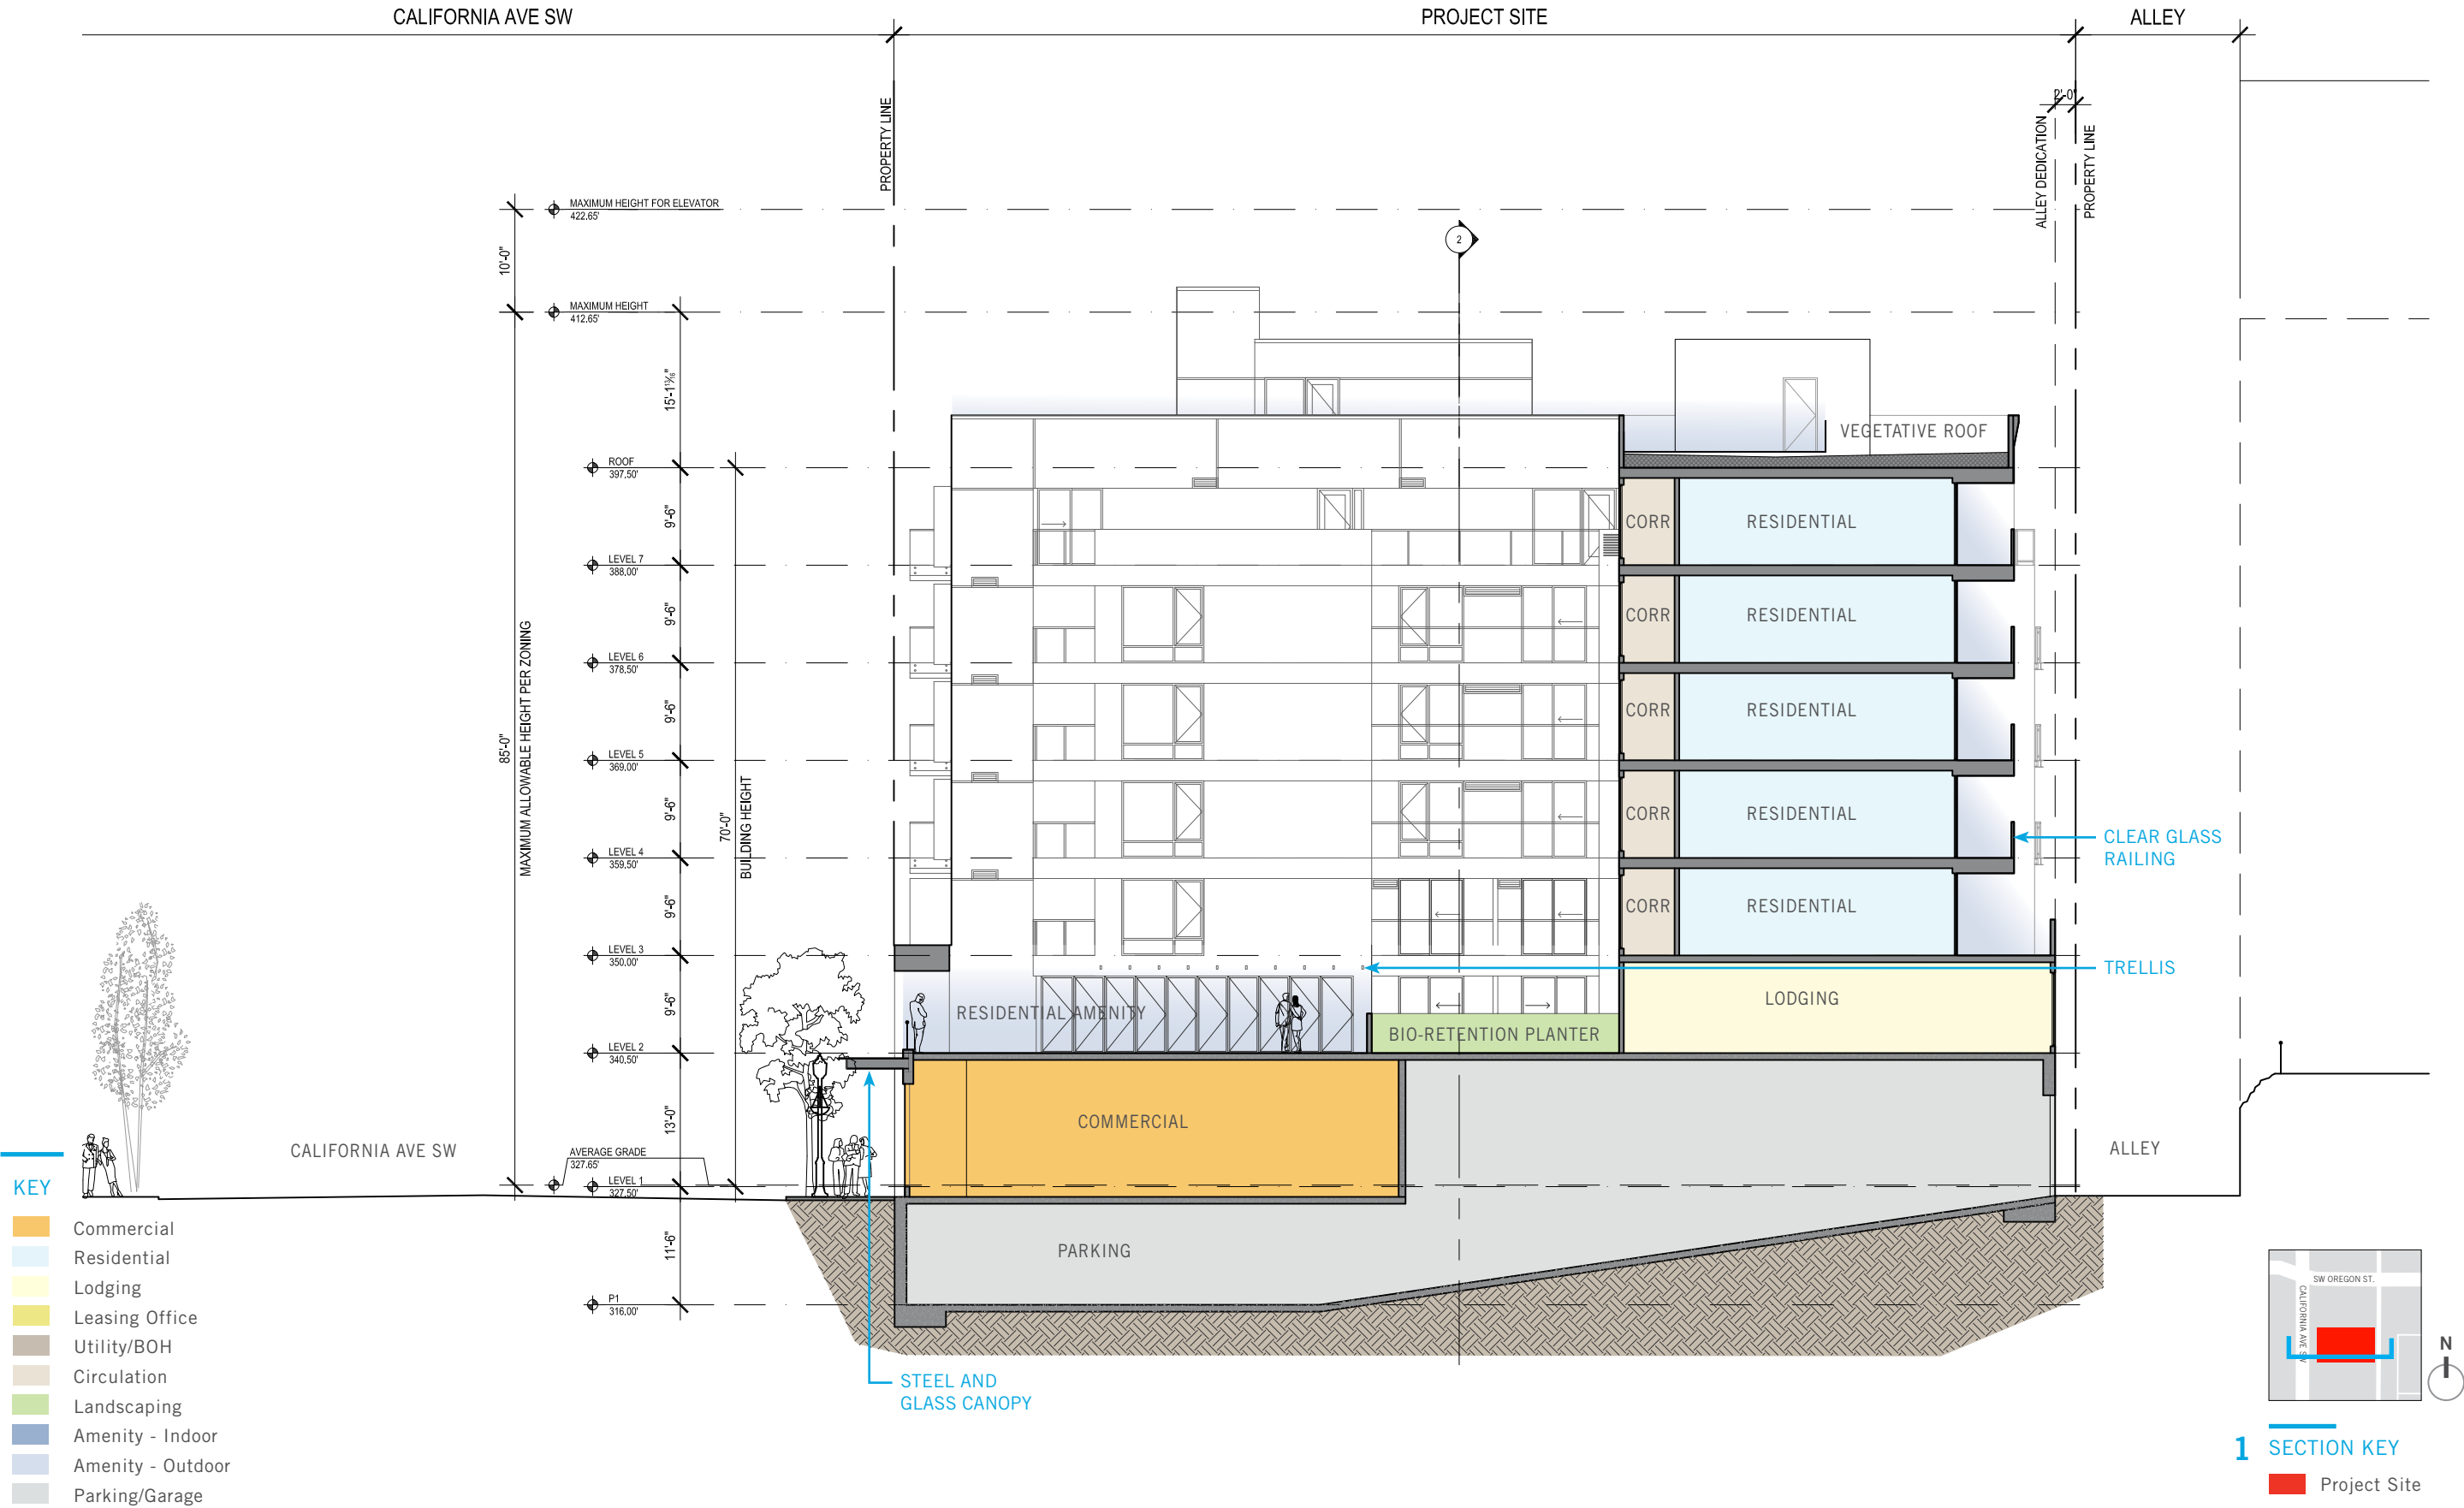 CALIFORNIA AVE SW
PROJECT SITE
ALLEY
2'-0"
PROPERTY LINE
ALLEY DEDICATION
PROPERTY LINE
MAXIMUM HEIGHT FOR ELEVATOR
422.65'
2
10'-0"
MAXIMUM HEIGHT
412.65'
15'-1 13/16"
VEGETATIVE ROOF
ROOF
397.50'
9'-6"
CORR
RESIDENTIAL
LEVEL 7
388.00'
9'-6"
CORR
RESIDENTIAL
LEVEL 6
378.50'
9'-6"
CORR
RESIDENTIAL
85'-0"
MAXIMUM ALLOWABLE HEIGHT PER ZONING
LEVEL 5
369.00'
9'-6"
70'-0"
BUILDING HEIGHT
CORR
RESIDENTIAL
CLEAR GLASS
RAILING
LEVEL 4
359.50'
9'-6"
CORR
RESIDENTIAL
LEVEL 3
350.00'
TRELLIS
9'-6"
RESIDENTIAL AMENITY
LODGING
BIO-RETENTION PLANTER
LEVEL 2
340.50'
13'-0"
COMMERCIAL
CALIFORNIA AVE SW
ALLEY
AVERAGE GRADE
327.65'
LEVEL 1
327.50'
11'-6"
PARKING
P1
316.00'
STEEL AND
GLASS CANOPY
KEY
Commercial
Residential
Lodging
Leasing Office
Utility/BOH
Circulation
Landscaping
Amenity - Indoor
Amenity - Outdoor
Parking/Garage
SW OREGON ST.
CALIFORNIA AVE SW
N
1 SECTION KEY
Project Site